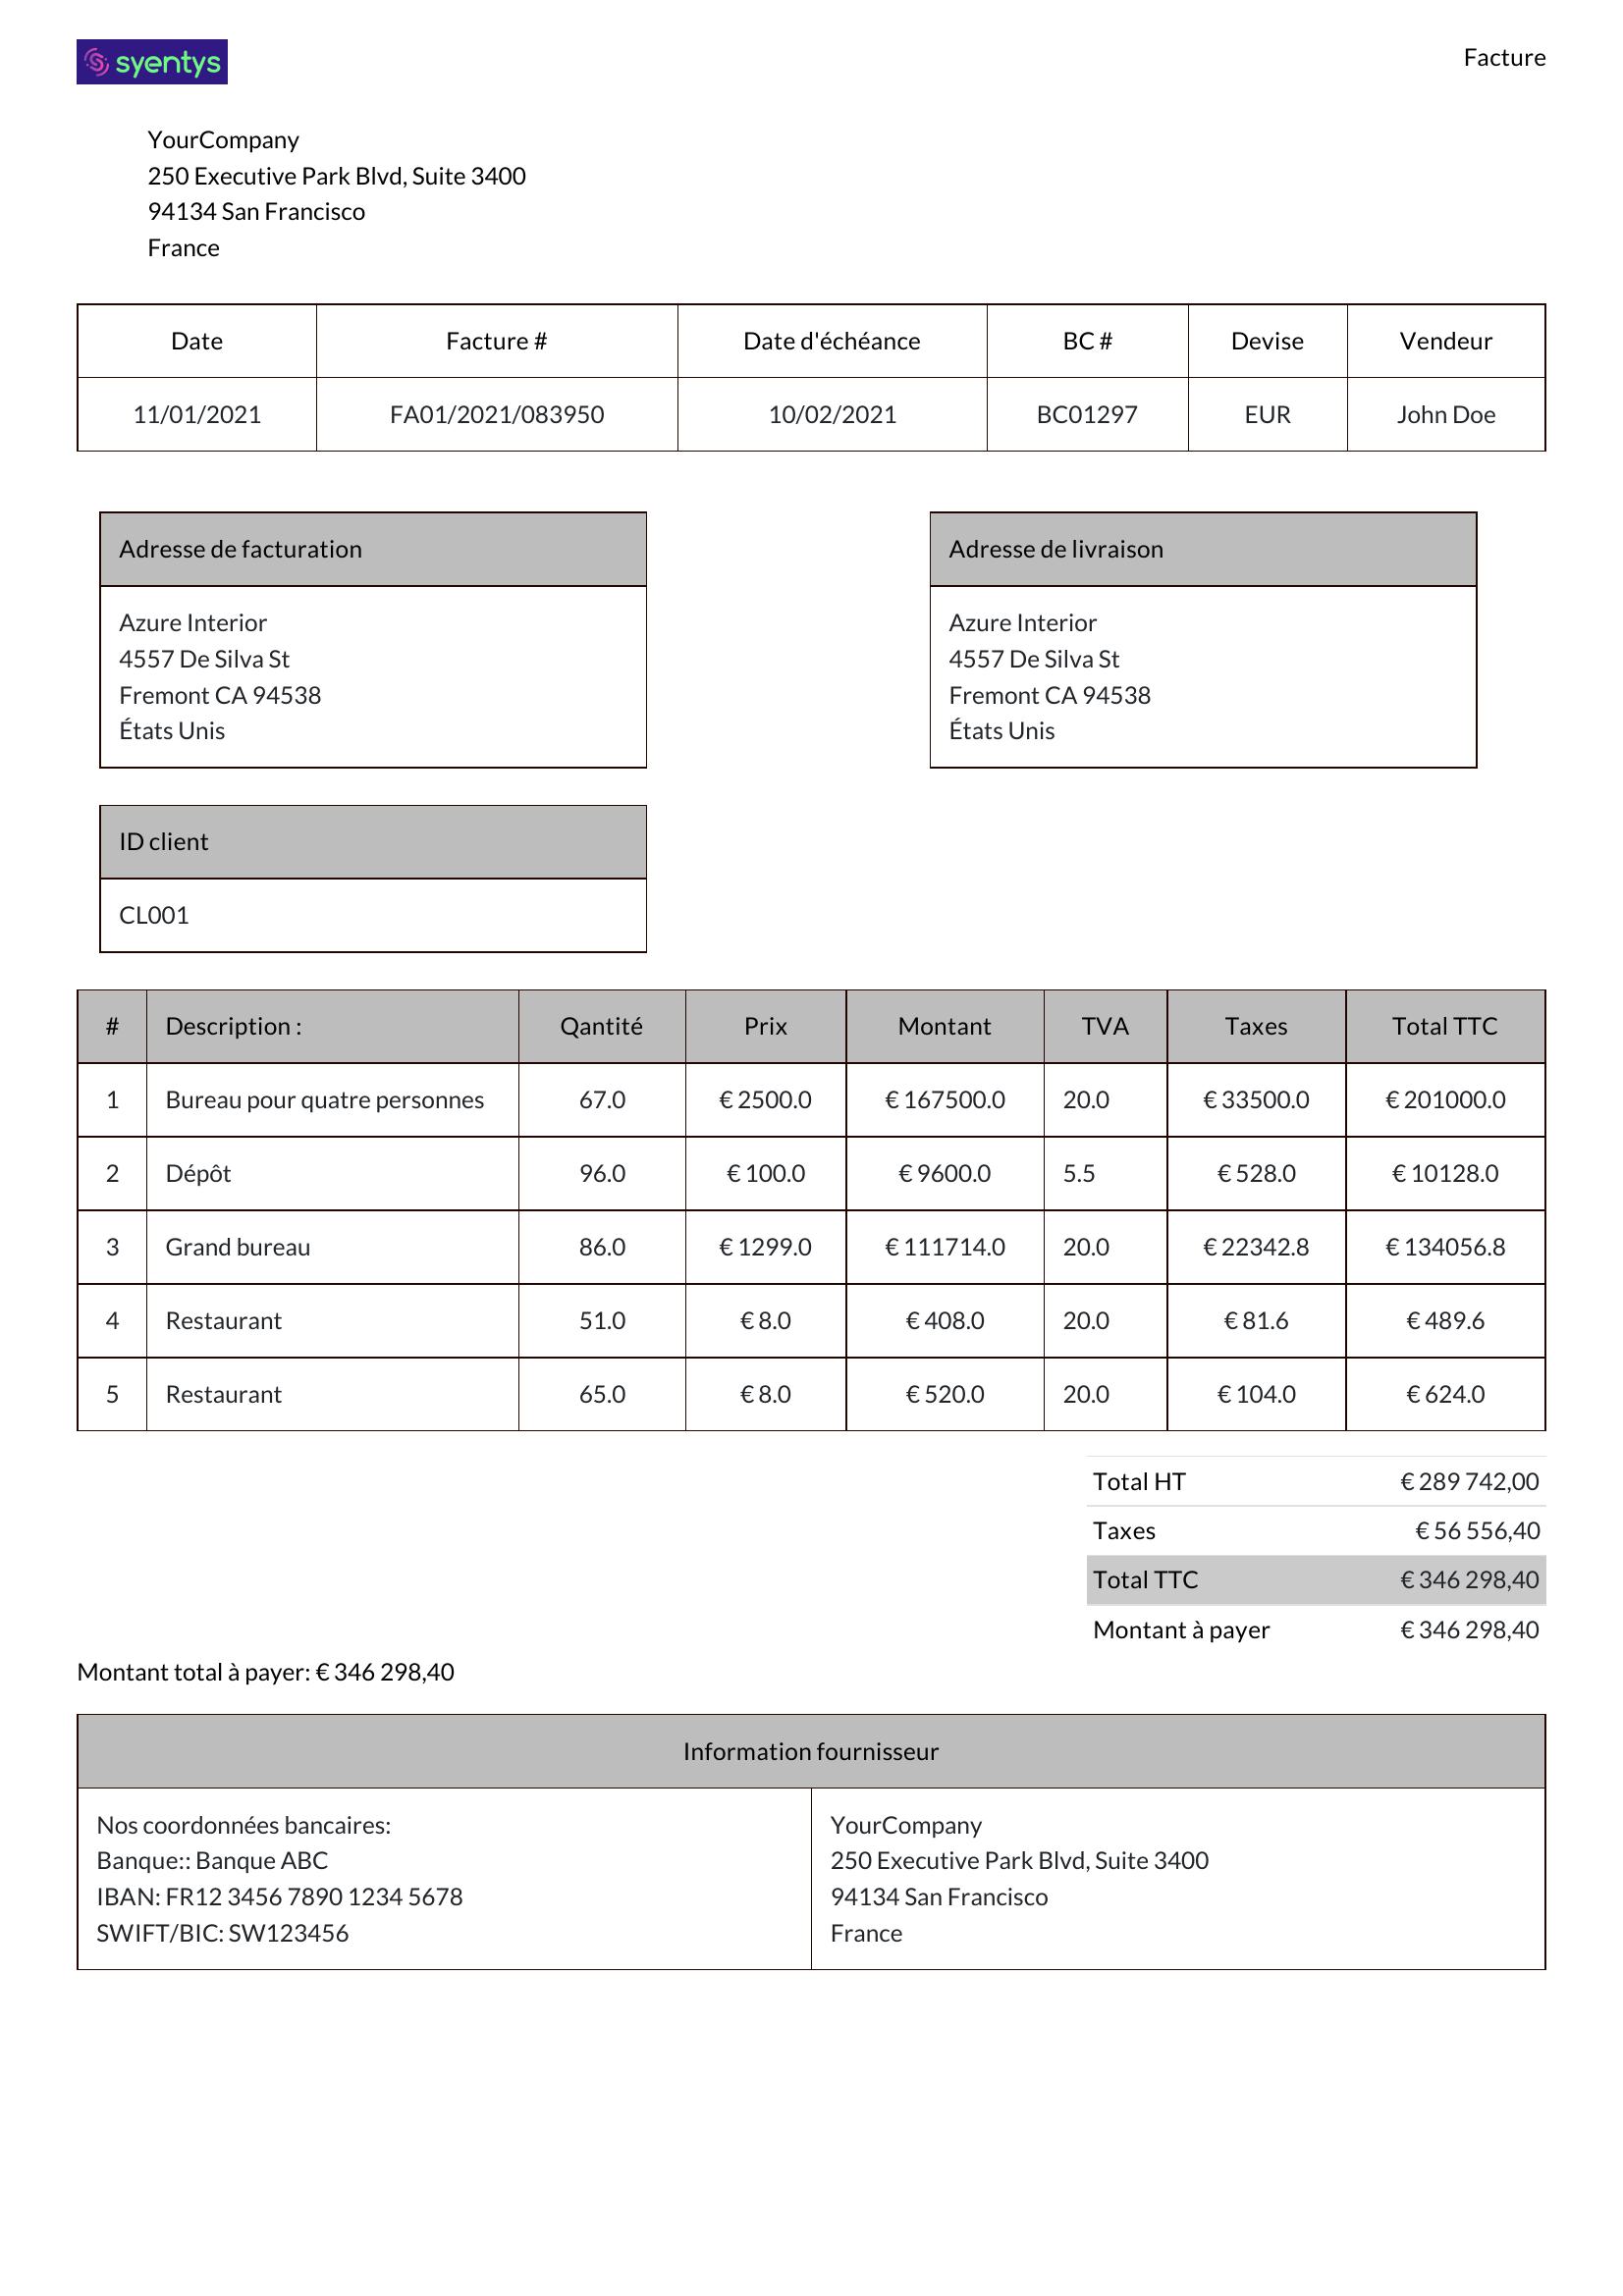 syentys
Facture
YourCompany
250 Executive Park Blvd, Suite 3400
94134 San Francisco
France
Date Facture # Date d'échéance BC # Devise Vendeur
11/01/2021 FA01/2021/083950 10/02/2021 BC01297 EUR John Doe
Adresse de facturation
Azure Interior
4557 De Silva St
Fremont CA 94538
États Unis
Adresse de livraison
Azure Interior
4557 De Silva St
Fremont CA 94538
États Unis
ID client
CL001
# Description : Qantité Prix Montant TVA Taxes Total TTC
1 Bureau pour quatre personnes 67.0 € 2500.0 € 167500.0 20.0 € 33500.0 € 201000.0
2 Dépôt 96.0 € 100.0 € 9600.0 5.5 € 528.0 € 10128.0
3 Grand bureau 86.0 € 1299.0 € 111714.0 20.0 € 22342.8 € 134056.8
4 Restaurant 51.0 € 8.0 € 408.0 20.0 € 81.6 € 489.6
5 Restaurant 65.0 € 8.0 € 520.0 20.0 € 104.0 € 624.0
Total HT € 289 742,00
Taxes € 56 556,40
Total TTC € 346 298,40
Montant à payer € 346 298,40
Montant total à payer: € 346 298,40
Information fournisseur
Nos coordonnées bancaires:
Banque:: Banque ABC
IBAN: FR12 3456 7890 1234 5678
SWIFT/BIC: SW123456
YourCompany
250 Executive Park Blvd, Suite 3400
94134 San Francisco
France